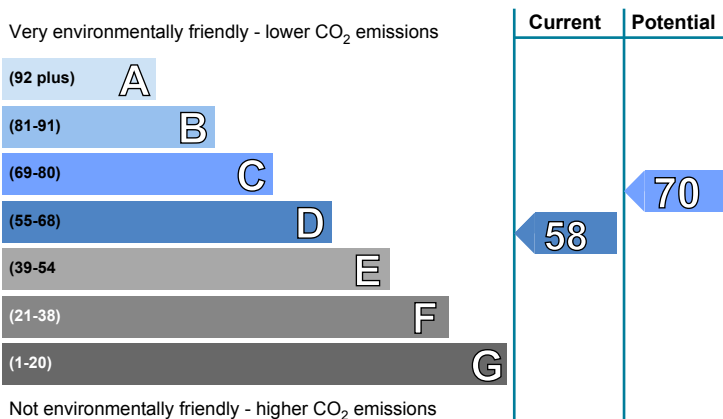 Very environmentally friendly - lower CO2 emissions
Current
Potential
(92 plus) A
(81-91) B
(69-80) C
(55-68) D
(39-54 E
(21-38) F
(1-20) G
70
58
Not environmentally friendly - higher CO2 emissions